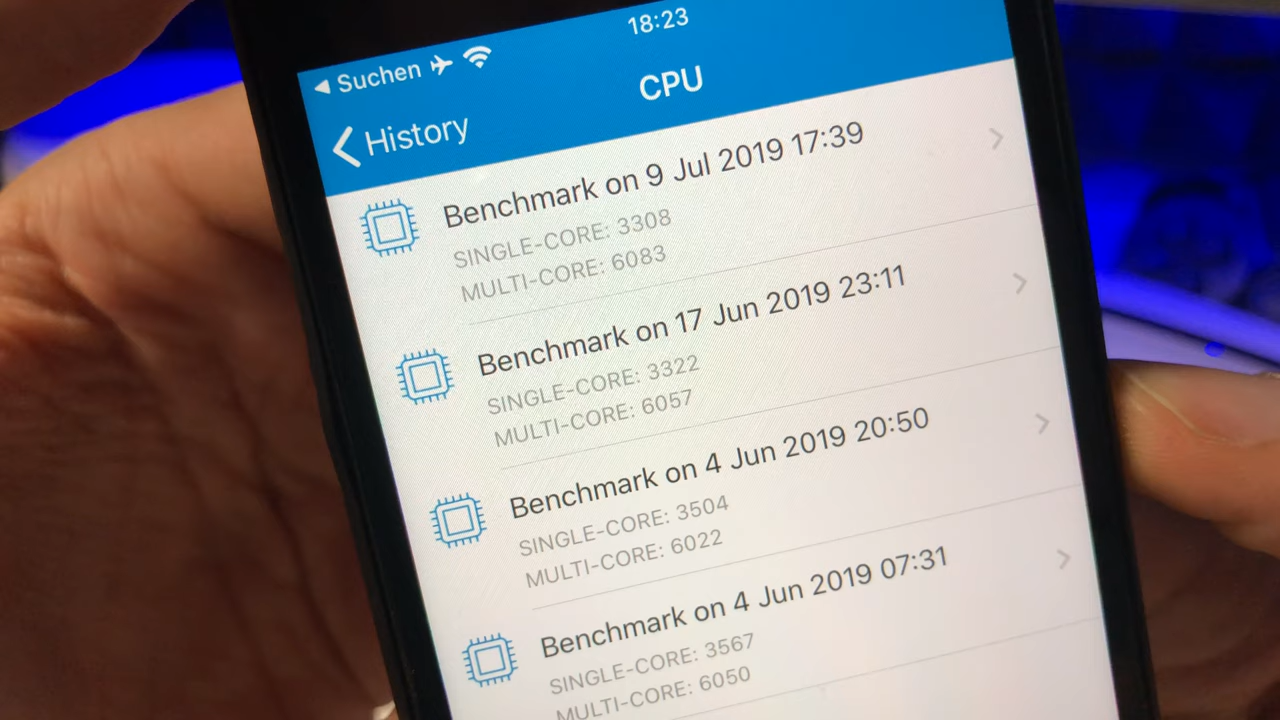 18:23
Suchen
CPU
History
Benchmark on 9 Jul 2019 17:39
SINGLE-CORE: 3308
MULTI-CORE: 6083
Benchmark on 17 Jun 2019 23:11
SINGLE-CORE: 3322
MULTI-CORE: 6057
Benchmark on 4 Jun 2019 20:50
SINGLE-CORE: 3504
MULTI-CORE: 6022
Benchmark on 4 Jun 2019 07:31
SINGLE-CORE: 3567
MULTI-CORE: 6050